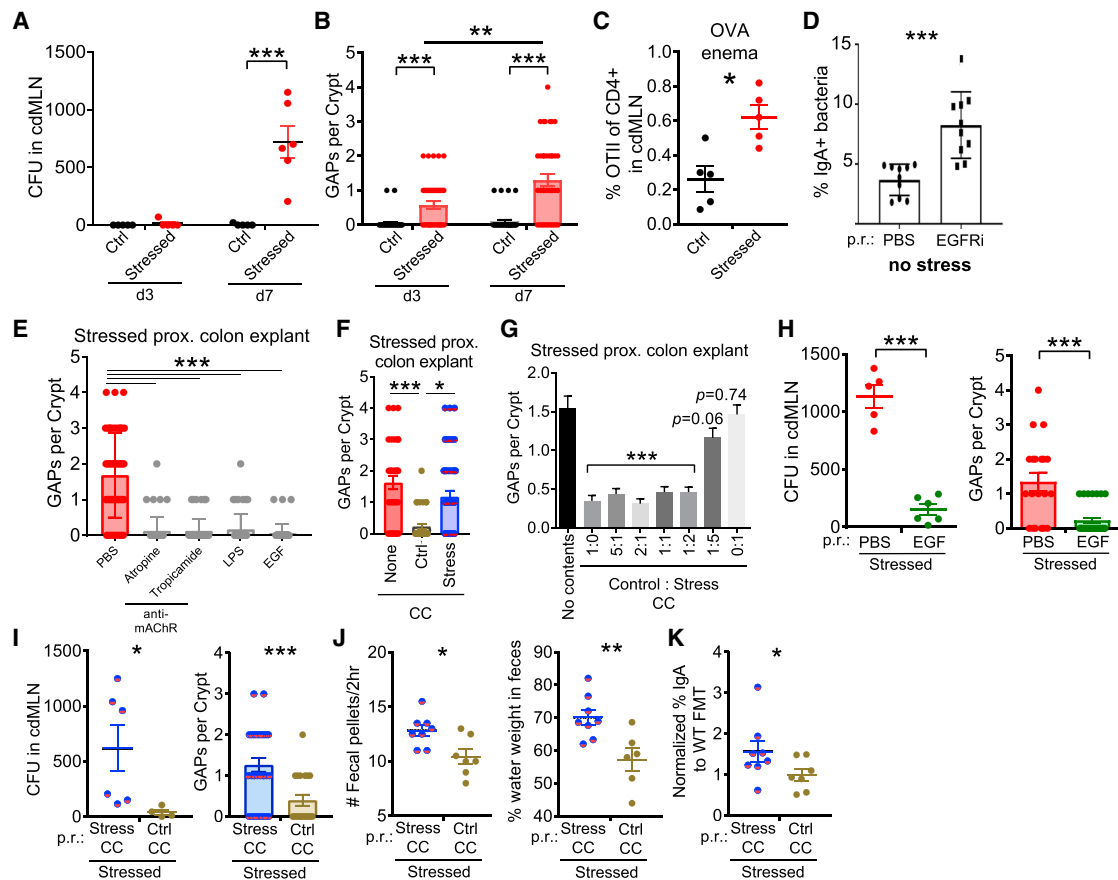 A
CFU in cdMLN
1500
1000
500
0
***
Ctrl
Stressed
Ctrl
Stressed
d3
d7
B
GAPs per Crypt
5
4
3
2
1
0
**
***
***
Ctrl
Stressed
Ctrl
Stressed
d3
d7
C
OVA
enema
% OTII of CD4+
in cdMLN
1.0
0.8
0.6
0.4
0.2
0.0
*
Ctrl
Stressed
D
% IgA+ bacteria
15
10
5
***
p.r.: PBS EGFRi
no stress
E
Stressed prox. colon explant
GAPs per Crypt
5
4
3
2
1
0
***
PBS
Atropine
Tropicamide
LPS
EGF
anti-
mAChR
F
Stressed prox.
colon explant
GAPs per Crypt
5
4
3
2
1
0
*** *
None
Ctrl
Stress
CC
G
Stressed prox. colon explant
GAPs per Crypt
2.0
1.5
1.0
0.5
0.0
***
p=0.06
p=0.74
No contents
1:0
5:1
2:1
1:1
1:2
1:5
0:1
Control : Stress
CC
H
CFU in cdMLN
1500
1000
500
0
***
p.r.: PBS EGF
Stressed
GAPs per Crypt
5
4
3
2
1
0
***
PBS EGF
Stressed
I
CFU in cdMLN
1500
1000
500
0
*
Stress Ctrl
p.r.: CC CC
Stressed
GAPs per Crypt
5
4
3
2
1
0
***
Stress Ctrl
CC CC
Stressed
J
# Fecal pellets/2hr
20
15
10
5
*
Stress Ctrl
p.r.: CC CC
Stressed
% water weight in feces
90
80
70
60
50
40
**
Stress Ctrl
CC CC
Stressed
K
Normalized % IgA
to WT FMT
4
3
2
1
0
*
Stress Ctrl
p.r.: CC CC
Stressed